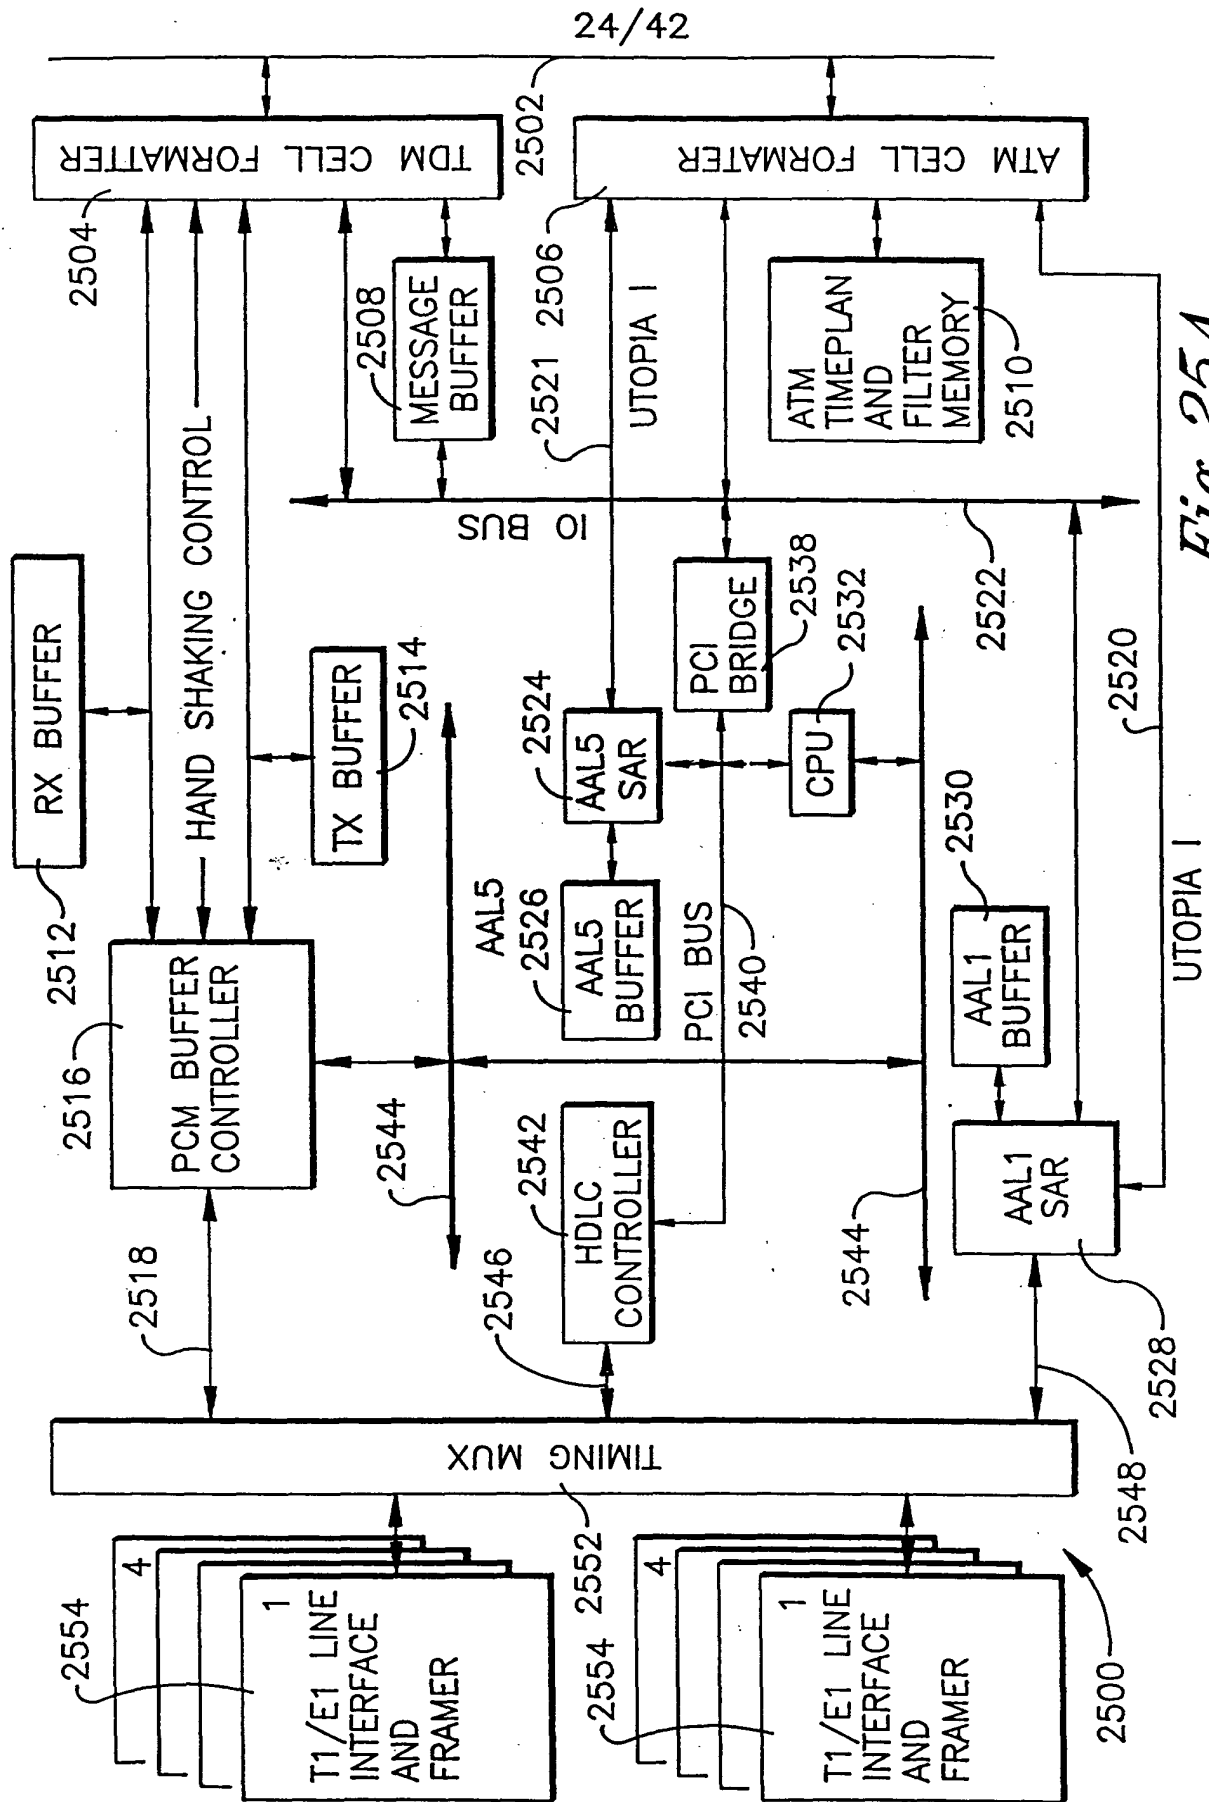 24/42
2502
TDM CELL FORMATTER
2504
ATM CELL FORMATER
2506
2521
UTOPIA I
MESSAGE
BUFFER
2508
ATM
TIMEPLAN
AND
FILTER
MEMORY
2510
HAND SHAKING CONTROL
RX BUFFER
2512
TX BUFFER
2514
IO BUS
2522
PCM BUFFER
CONTROLLER
2516
2518
2544
AAL5
AAL5
BUFFER
2526
AAL5
SAR
2524
PCI
BRIDGE
2538
CPU
2532
PCI BUS
2540
HDLC
CONTROLLER
2542
2546
2544
AAL1
BUFFER
2530
AAL1
SAR
2528
2520
UTOPIA I
2548
TIMING MUX
2552
4
1
T1/E1 LINE
INTERFACE
AND
FRAMER
2554
4
1
T1/E1 LINE
INTERFACE
AND
FRAMER
2554
2500
Fig. 25A